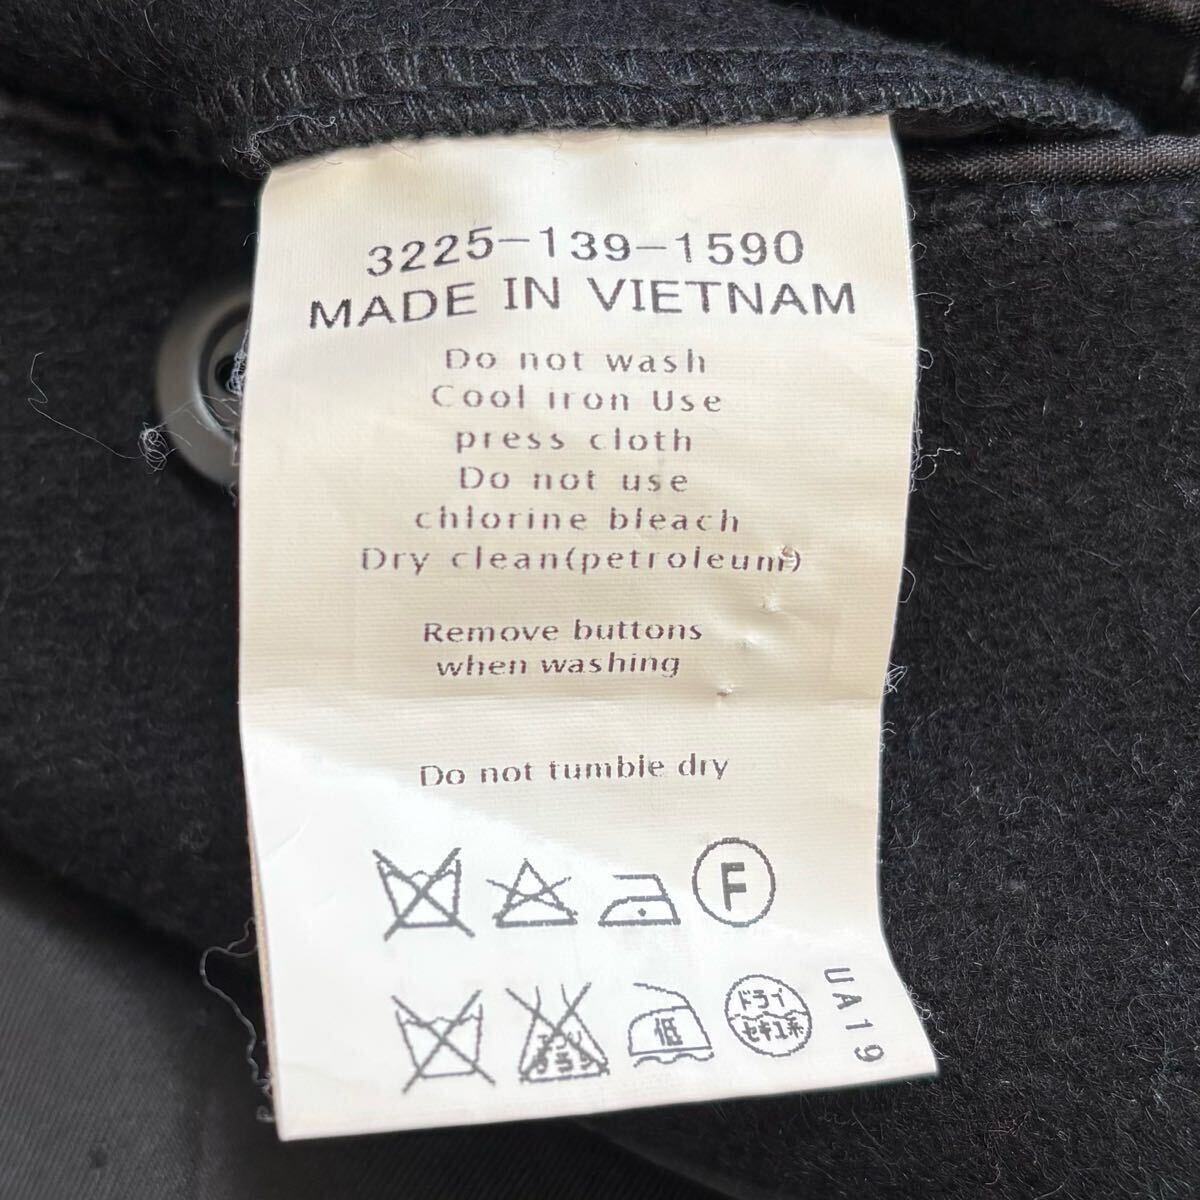 3225-139-1590
MADE IN VIETNAM
Do not wash
Cool iron Use
press cloth
Do not use
chlorine bleach
Dry clean(petroleum)
Remove buttons
when washing
Do not tumble dry
F
低
ドライ
セキユ系
UA19